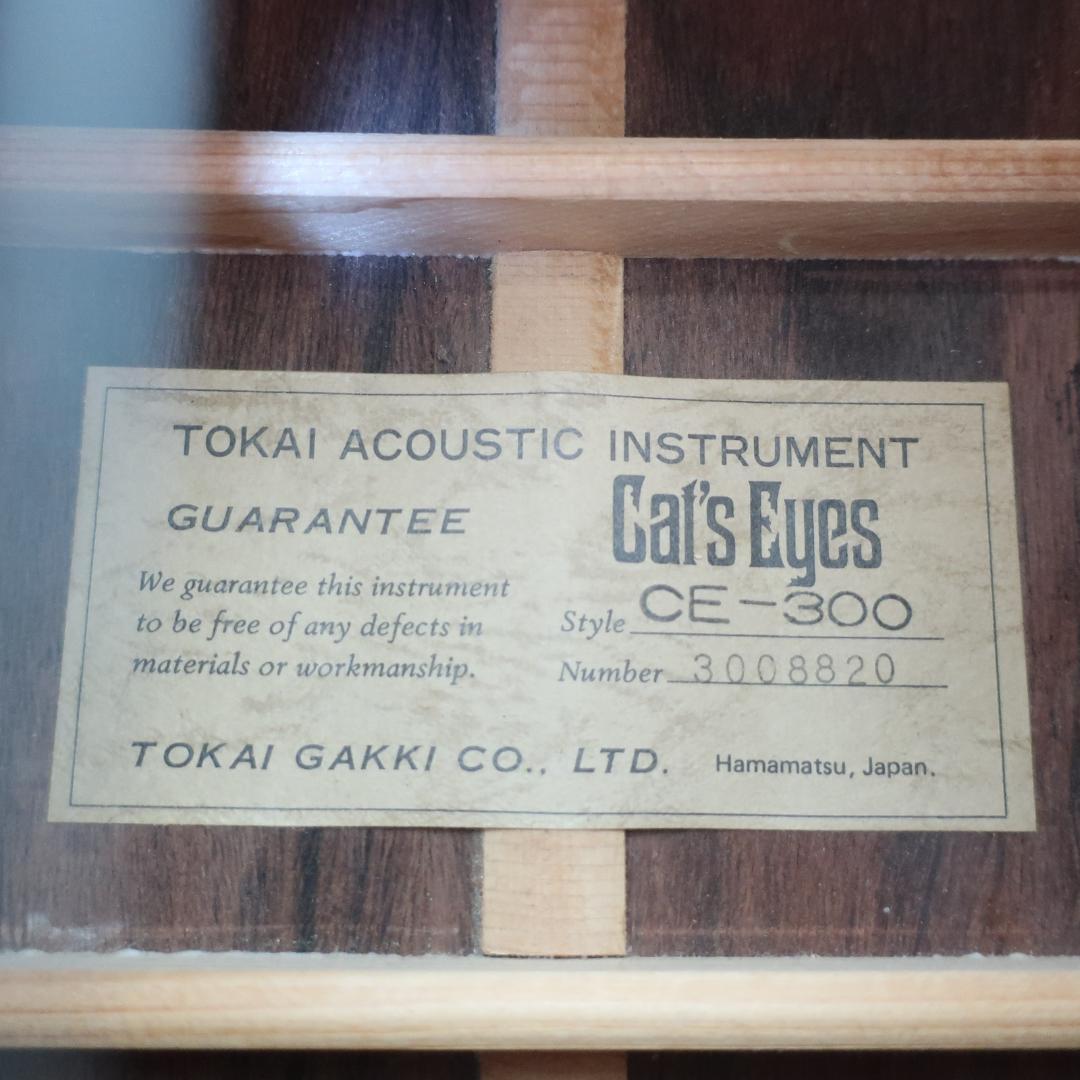 TOKAI ACOUSTIC INSTRUMENT
GUARANTEE
Cat's Eyes
We guarantee this instrument
to be free of any defects in
materials or workmanship.
Style CE-300
Number 3008820
TOKAI GAKKI CO., LTD. Hamamatsu, Japan.